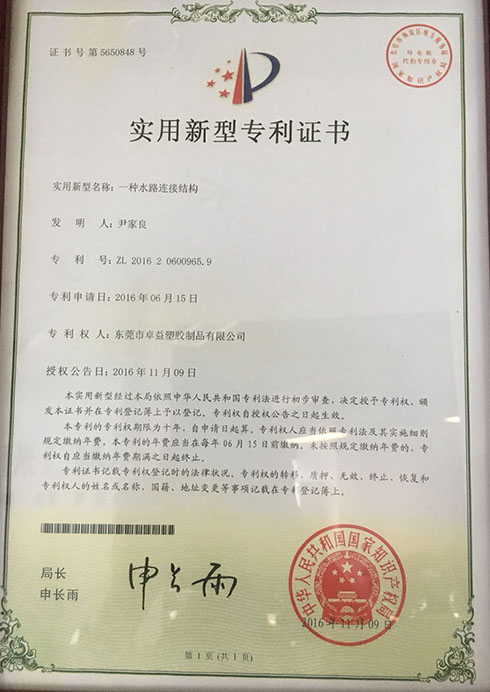 证书号第5650848号
实用新型专利证书
实用新型名称：一种水路连接结构
发明人：尹家良
专利号：ZL 2016 2 0600965.9
专利申请日：2016年06月15日
专利权人：东莞市卓益塑胶制品有限公司
授权公告日：2016年11月09日
本实用新型经过本局依照中华人民共和国专利法进行初步审查，决定授予专利权，颁
发本证书并在专利登记簿上予以登记。专利权自授权公告之日起生效。
本专利的专利权期限为十年，自申请日起算。专利权人应当依照专利法及其实施细则
规定缴纳年费。本专利的年费应当在每年06月15日前缴纳。未按照规定缴纳年费的，专
利权自应当缴纳年费期满之日起终止。
专利证书记载专利权登记时的法律状况。专利权的转移、质押、无效、终止、恢复和
专利权人的姓名或名称、国籍、地址变更等事项记载在专利登记簿上。
局长
申长雨
申长雨
中华人民共和国国家知识产权局
2016年11月09日
第1页(共1页)